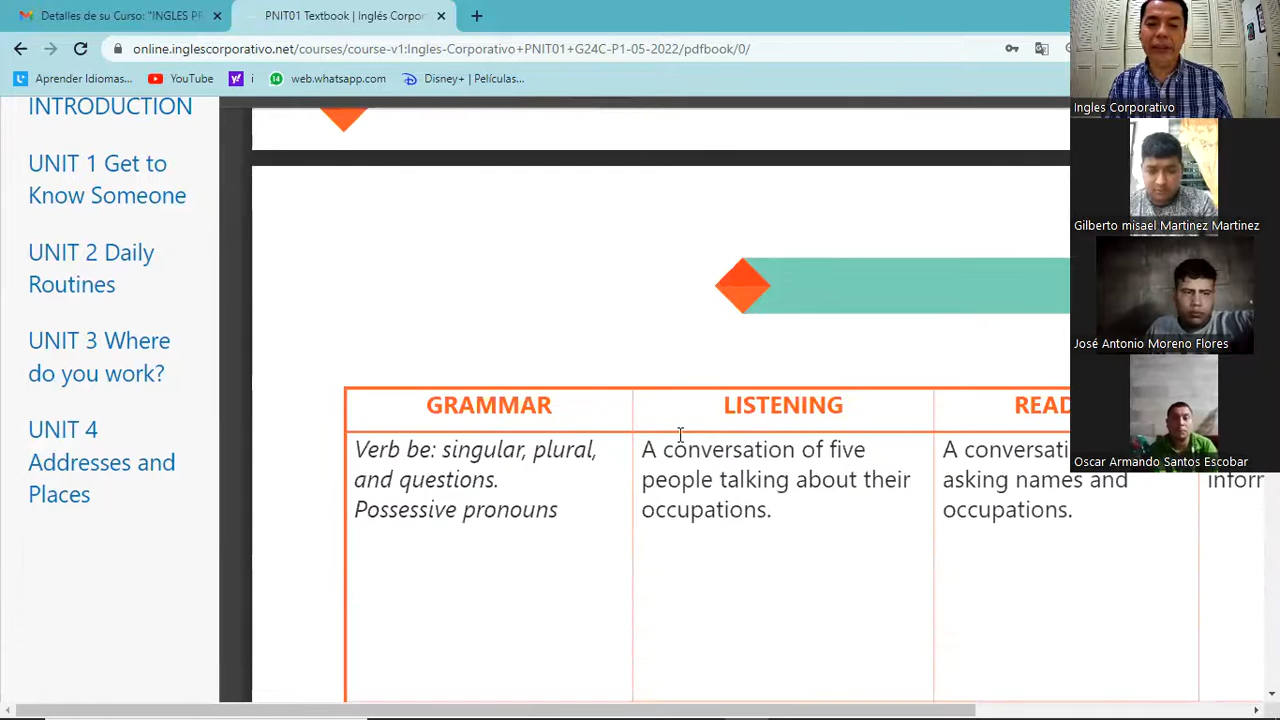 Detalles de su Curso: "INGLES PR
PNIT01 Textbook | Inglés Corpor
online.inglescorporativo.net/courses/course-v1:Ingles-Corporativo+PNIT01+G24C-P1-05-2022/pdfbook/0/
Aprender Idiomas...
YouTube
i
web.whatsapp.com
Disney+ | Películas...
INTRODUCTION
UNIT 1 Get to
Know Someone
UNIT 2 Daily
Routines
UNIT 3 Where
do you work?
UNIT 4
Addresses and
Places
GRAMMAR
LISTENING
READ
Verb be: singular, plural,
and questions.
Possessive pronouns
A conversation of five
people talking about their
occupations.
A conversati
asking names and
occupations.
inforr
Ingles Corporativo
Gilberto misael Martinez Martinez
José Antonio Moreno Flores
Oscar Armando Santos Escobar